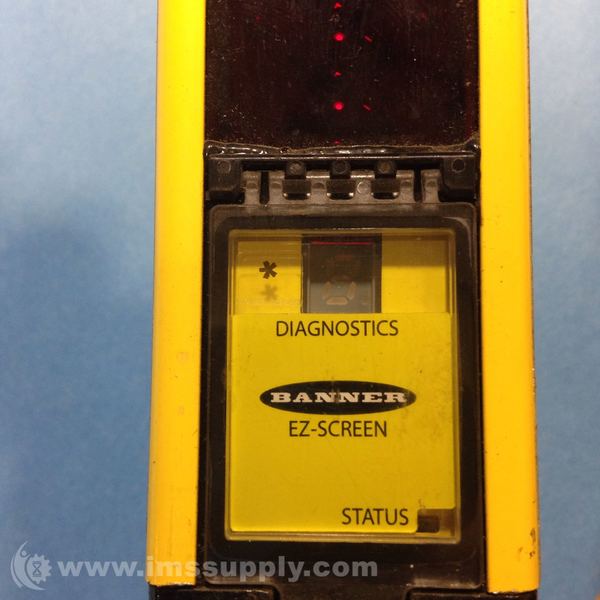 *
DIAGNOSTICS
BANNER
EZ-SCREEN
STATUS
www.imssupply.com